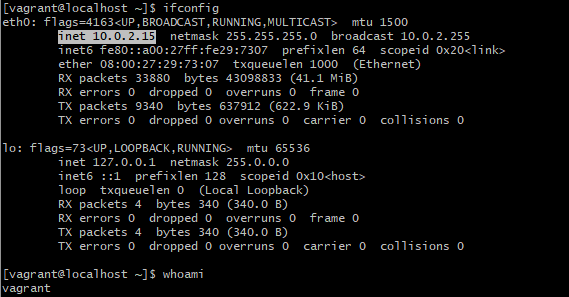 [vagrant@localhost ~]$ ifconfig
eth0: flags=4163<UP,BROADCAST,RUNNING,MULTICAST>  mtu 1500
        inet 10.0.2.15  netmask 255.255.255.0  broadcast 10.0.2.255
        inet6 fe80::a00:27ff:fe29:7307  prefixlen 64  scopeid 0x20<link>
        ether 08:00:27:29:73:07  txqueuelen 1000  (Ethernet)
        RX packets 33880  bytes 43098833 (41.1 MiB)
        RX errors 0  dropped 0  overruns 0  frame 0
        TX packets 9340  bytes 637912 (622.9 KiB)
        TX errors 0  dropped 0 overruns 0  carrier 0  collisions 0
lo: flags=73<UP,LOOPBACK,RUNNING>  mtu 65536
        inet 127.0.0.1  netmask 255.0.0.0
        inet6 ::1  prefixlen 128  scopeid 0x10<host>
        loop  txqueuelen 0  (Local Loopback)
        RX packets 4  bytes 340 (340.0 B)
        RX errors 0  dropped 0  overruns 0  frame 0
        TX packets 4  bytes 340 (340.0 B)
        TX errors 0  dropped 0 overruns 0  carrier 0  collisions 0
[vagrant@localhost ~]$ whoami
vagrant